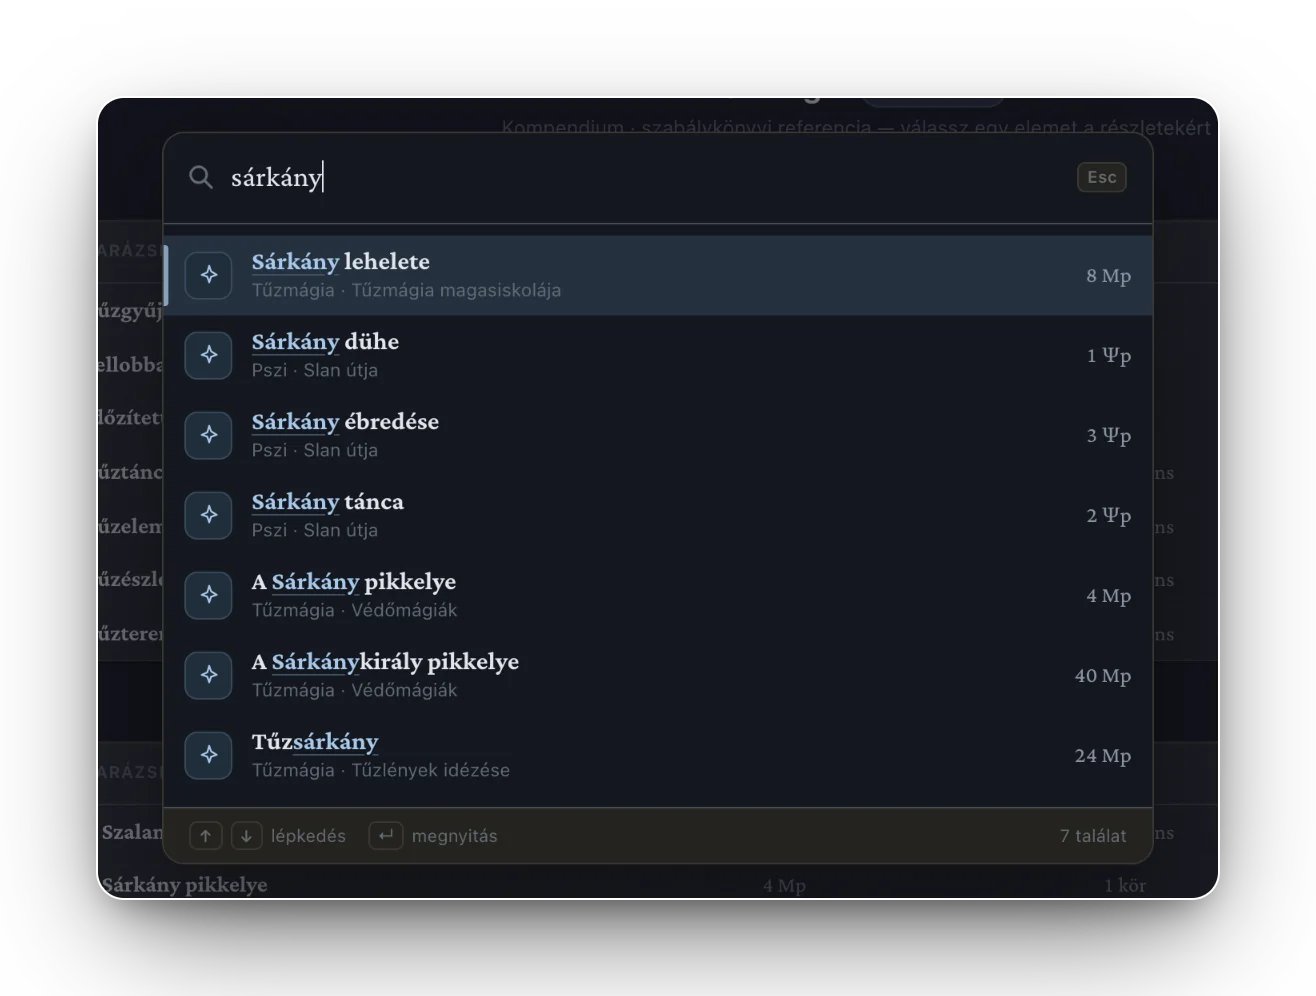 Kompendium · szabálykönyvi referencia — válassz egy elemet a részletekért
sárkány
Esc
Sárkány lehelete
Tűzmágia · Tűzmágia magasiskolája
8 Mp
Sárkány dühe
Pszi · Slan útja
1 Ψp
Sárkány ébredése
Pszi · Slan útja
3 Ψp
Sárkány tánca
Pszi · Slan útja
2 Ψp
A Sárkány pikkelye
Tűzmágia · Védőmágiák
4 Mp
A Sárkánykirály pikkelye
Tűzmágia · Védőmágiák
40 Mp
Tűzsárkány
Tűzmágia · Tűzlények idézése
24 Mp
↑ ↓ lépkedés ↵ megnyitás
7 találat
Sárkány pikkelye 4 Mp 1 kör